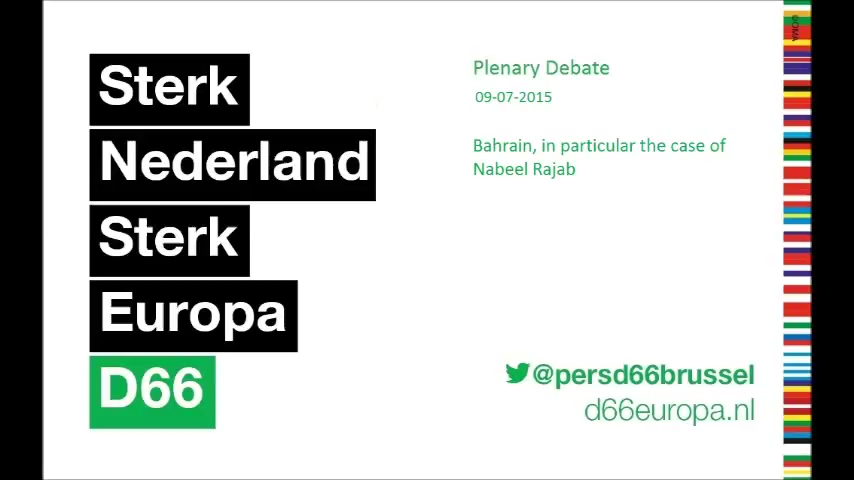 Sterk
Nederland
Sterk
Europa
D66
Plenary Debate
09-07-2015
Bahrain, in particular the case of
Nabeel Rajab
@persd66brussel
d66europa.nl
©OMA